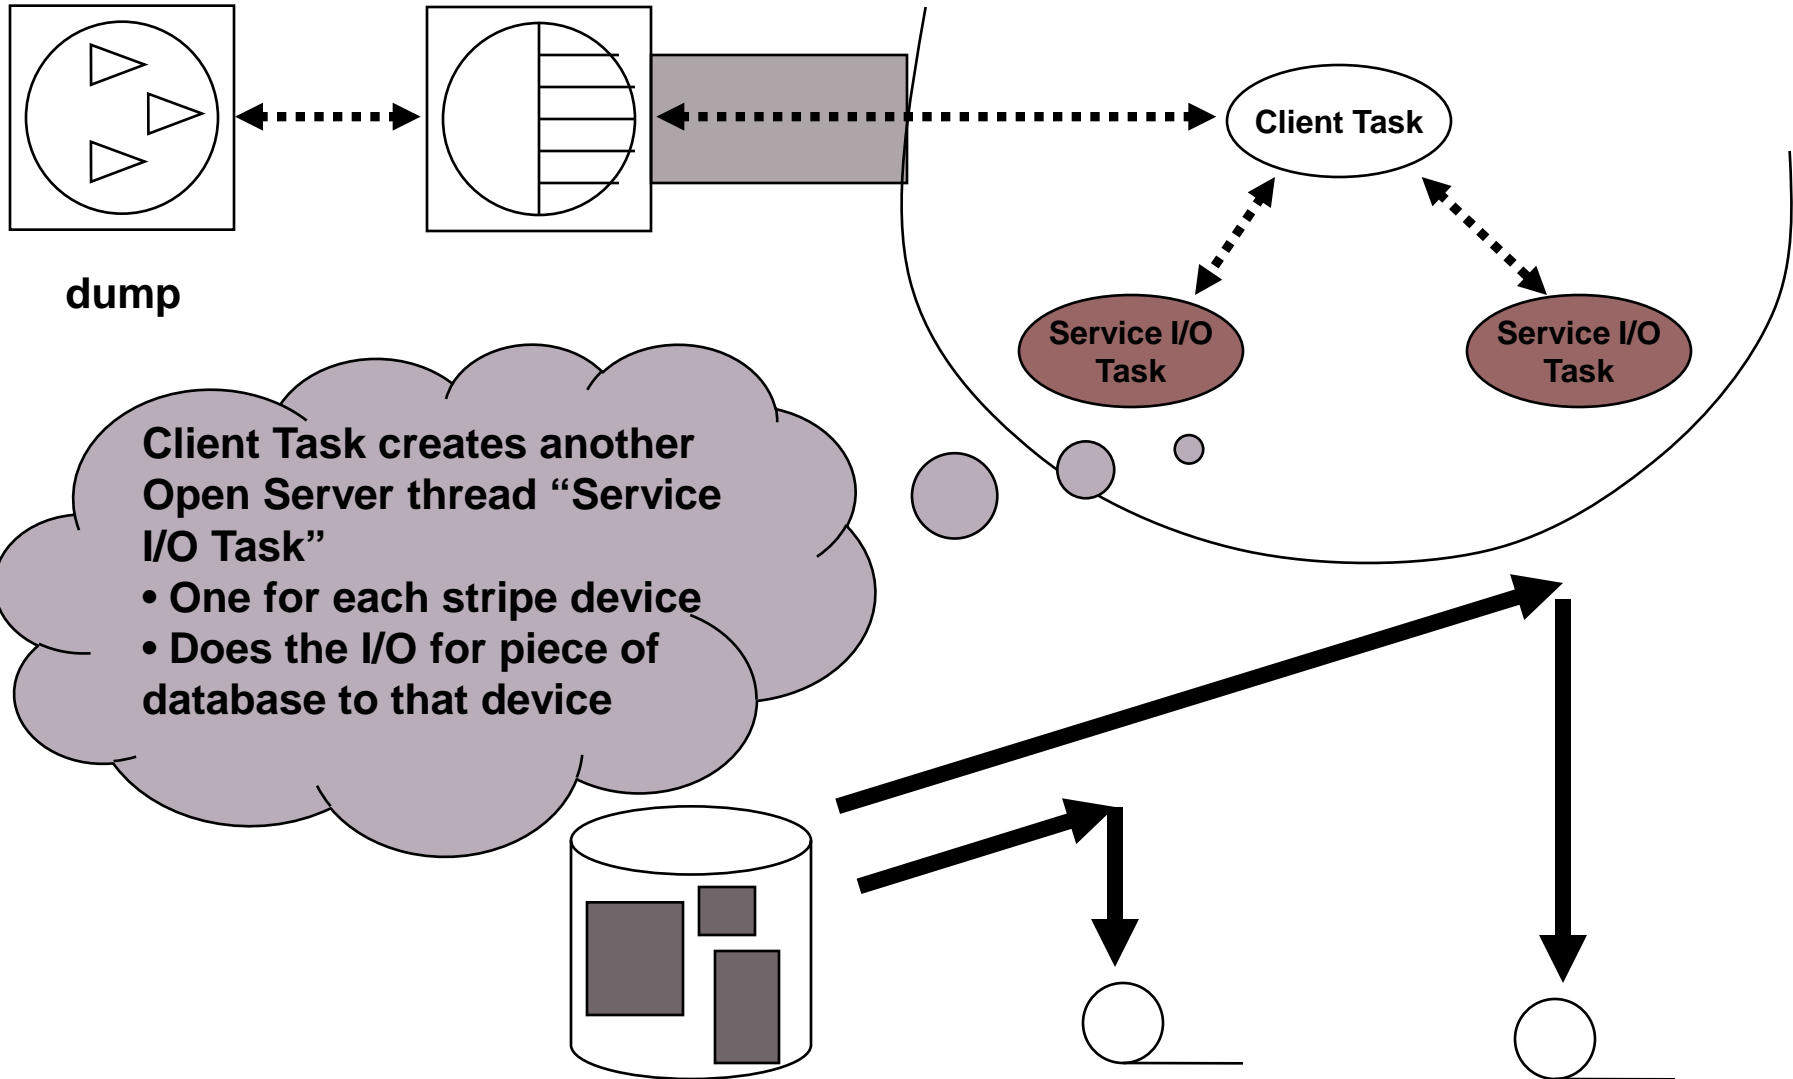 Client Task
dump
Service I/O
Task
Service I/O
Task
Client Task creates another
Open Server thread “Service
I/O Task”
• One for each stripe device
• Does the I/O for piece of
database to that device